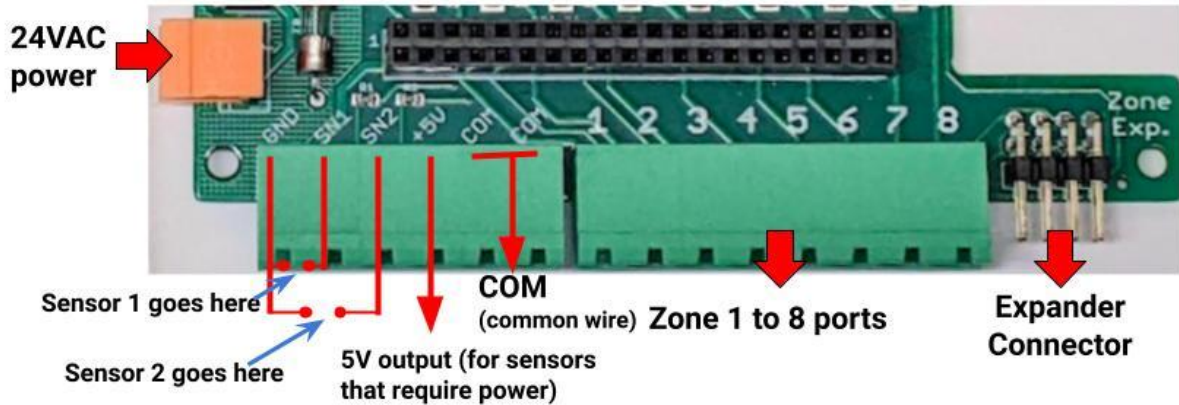 24VAC
power
1
R1
GND
SN1
SN2
+5V
COM
COM
1
2
3
4
5
6
7
8
Zone
Exp.
Sensor 1 goes here
Sensor 2 goes here
5V output (for sensors
that require power)
COM
(common wire)
Zone 1 to 8 ports
Expander
Connector